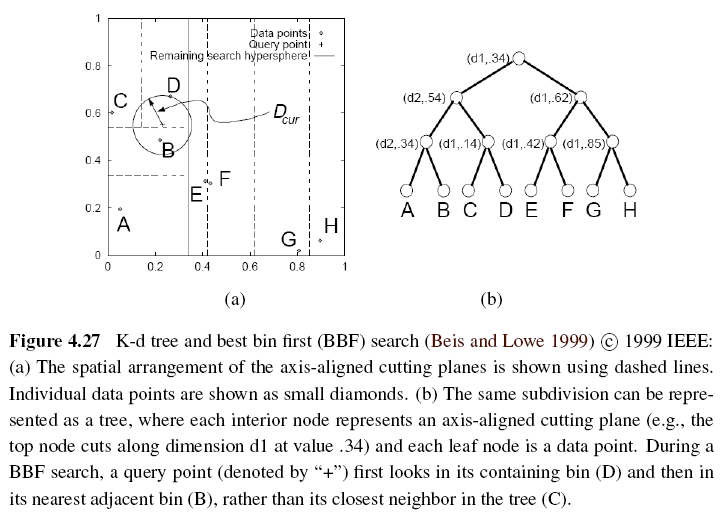 1
Data points
Query point
0.8
Remaining search hypersphere
D
C
0.6
D_cur
B
0.4
E F
0.2
A
H
G
0
0 0.2 0.4 0.6 0.8 1
(a)
(d1,.34)
(d2,.54) (d1,.62)
(d2,.34) (d1,.14) (d1,.42) (d1,.85)
A B C D E F G H
(b)
Figure 4.27 K-d tree and best bin first (BBF) search (Beis and Lowe 1999) © 1999 IEEE:
(a) The spatial arrangement of the axis-aligned cutting planes is shown using dashed lines.
Individual data points are shown as small diamonds. (b) The same subdivision can be repre-
sented as a tree, where each interior node represents an axis-aligned cutting plane (e.g., the
top node cuts along dimension d1 at value .34) and each leaf node is a data point. During a
BBF search, a query point (denoted by “+”) first looks in its containing bin (D) and then in
its nearest adjacent bin (B), rather than its closest neighbor in the tree (C).